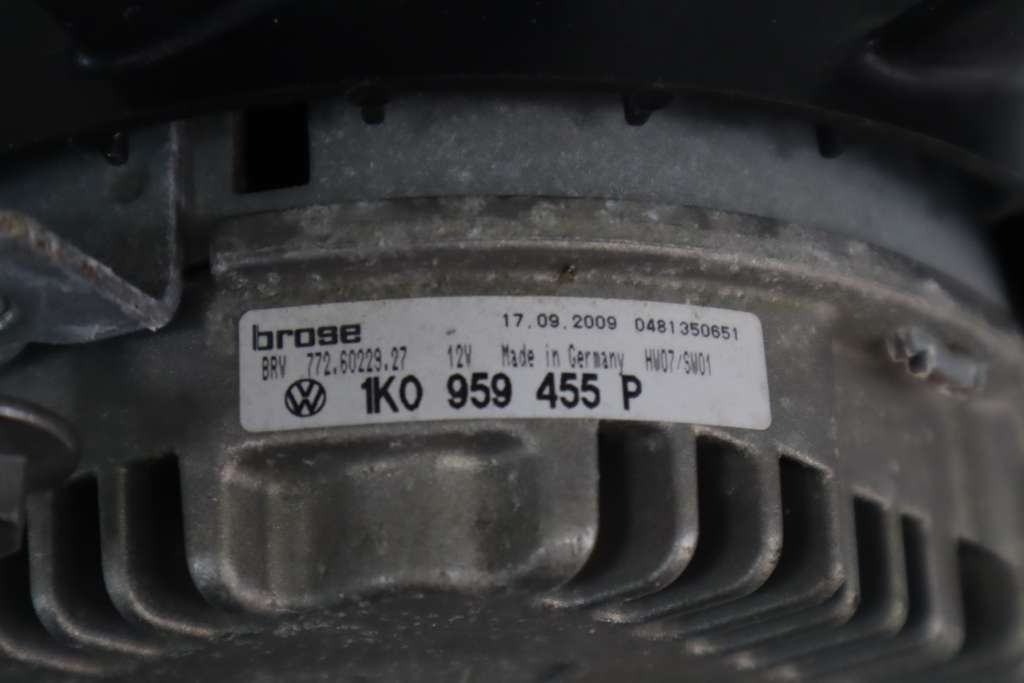 brose 17.09.2009 0481350651
BRV 772.60229.27 12V Made in Germany HW07/SW01
1K0 959 455 P